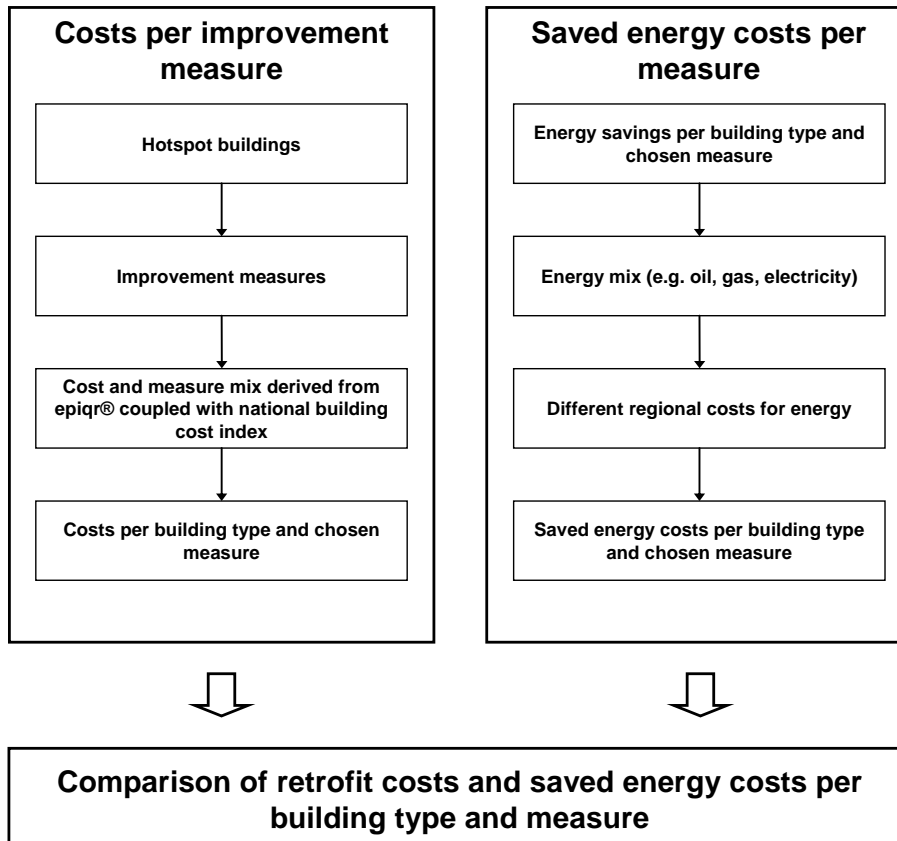 Costs per improvement
measure
Hotspot buildings
Improvement measures
Cost and measure mix derived from
epiqr® coupled with national building
cost index
Costs per building type and chosen
measure
Saved energy costs per
measure
Energy savings per building type and
chosen measure
Energy mix (e.g. oil, gas, electricity)
Different regional costs for energy
Saved energy costs per building type
and chosen measure
Comparison of retrofit costs and saved energy costs per
building type and measure